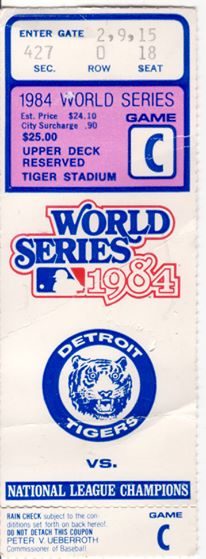 ENTER GATE 2,9,15
427 0 18
SEC. ROW SEAT
1984 WORLD SERIES
Est. Price $24.10
City Surcharge .90
$25.00
GAME
C
UPPER DECK
RESERVED
TIGER STADIUM
WORLD
SERIES
1984
DETROIT
TIGERS
VS.
NATIONAL LEAGUE CHAMPIONS
RAIN CHECK subject to the con-
ditions set forth on back hereof.
DO NOT DETACH THIS COUPON
PETER V. UEBERROTH
Commissioner of Baseball
GAME
C